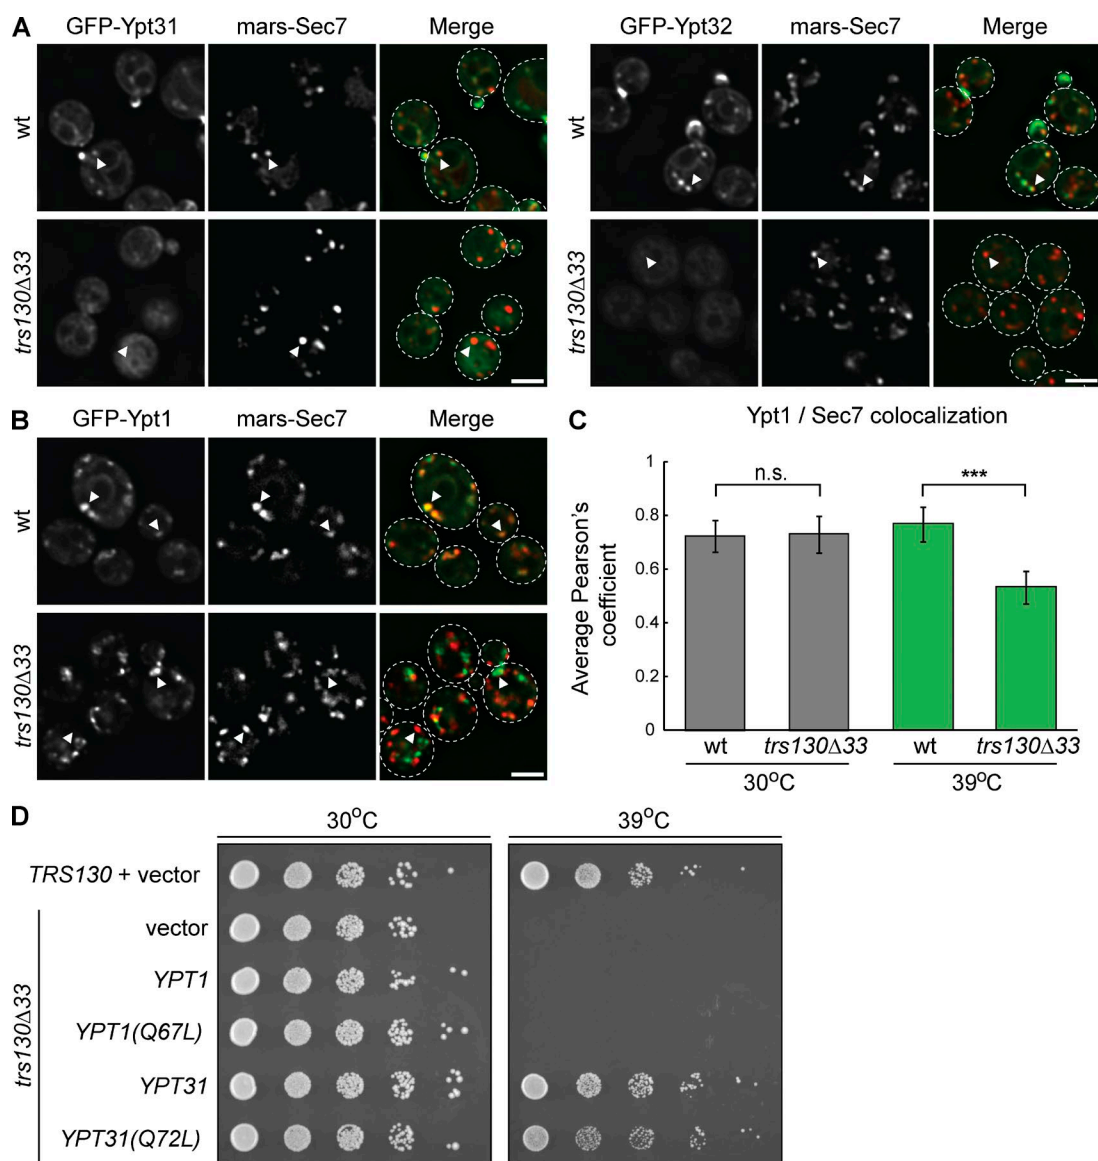 A
GFP-Ypt31 mars-Sec7 Merge
GFP-Ypt32 mars-Sec7 Merge
wt
trs130Δ33
wt
trs130Δ33
B
GFP-Ypt1 mars-Sec7 Merge
wt
trs130Δ33
C
Ypt1 / Sec7 colocalization
Average Pearson's
coefficient
1
0.8
0.6
0.4
0.2
0
n.s.
***
wt trs130Δ33 wt trs130Δ33
30°C 39°C
D
30°C 39°C
TRS130 + vector
trs130Δ33
vector
YPT1
YPT1(Q67L)
YPT31
YPT31(Q72L)